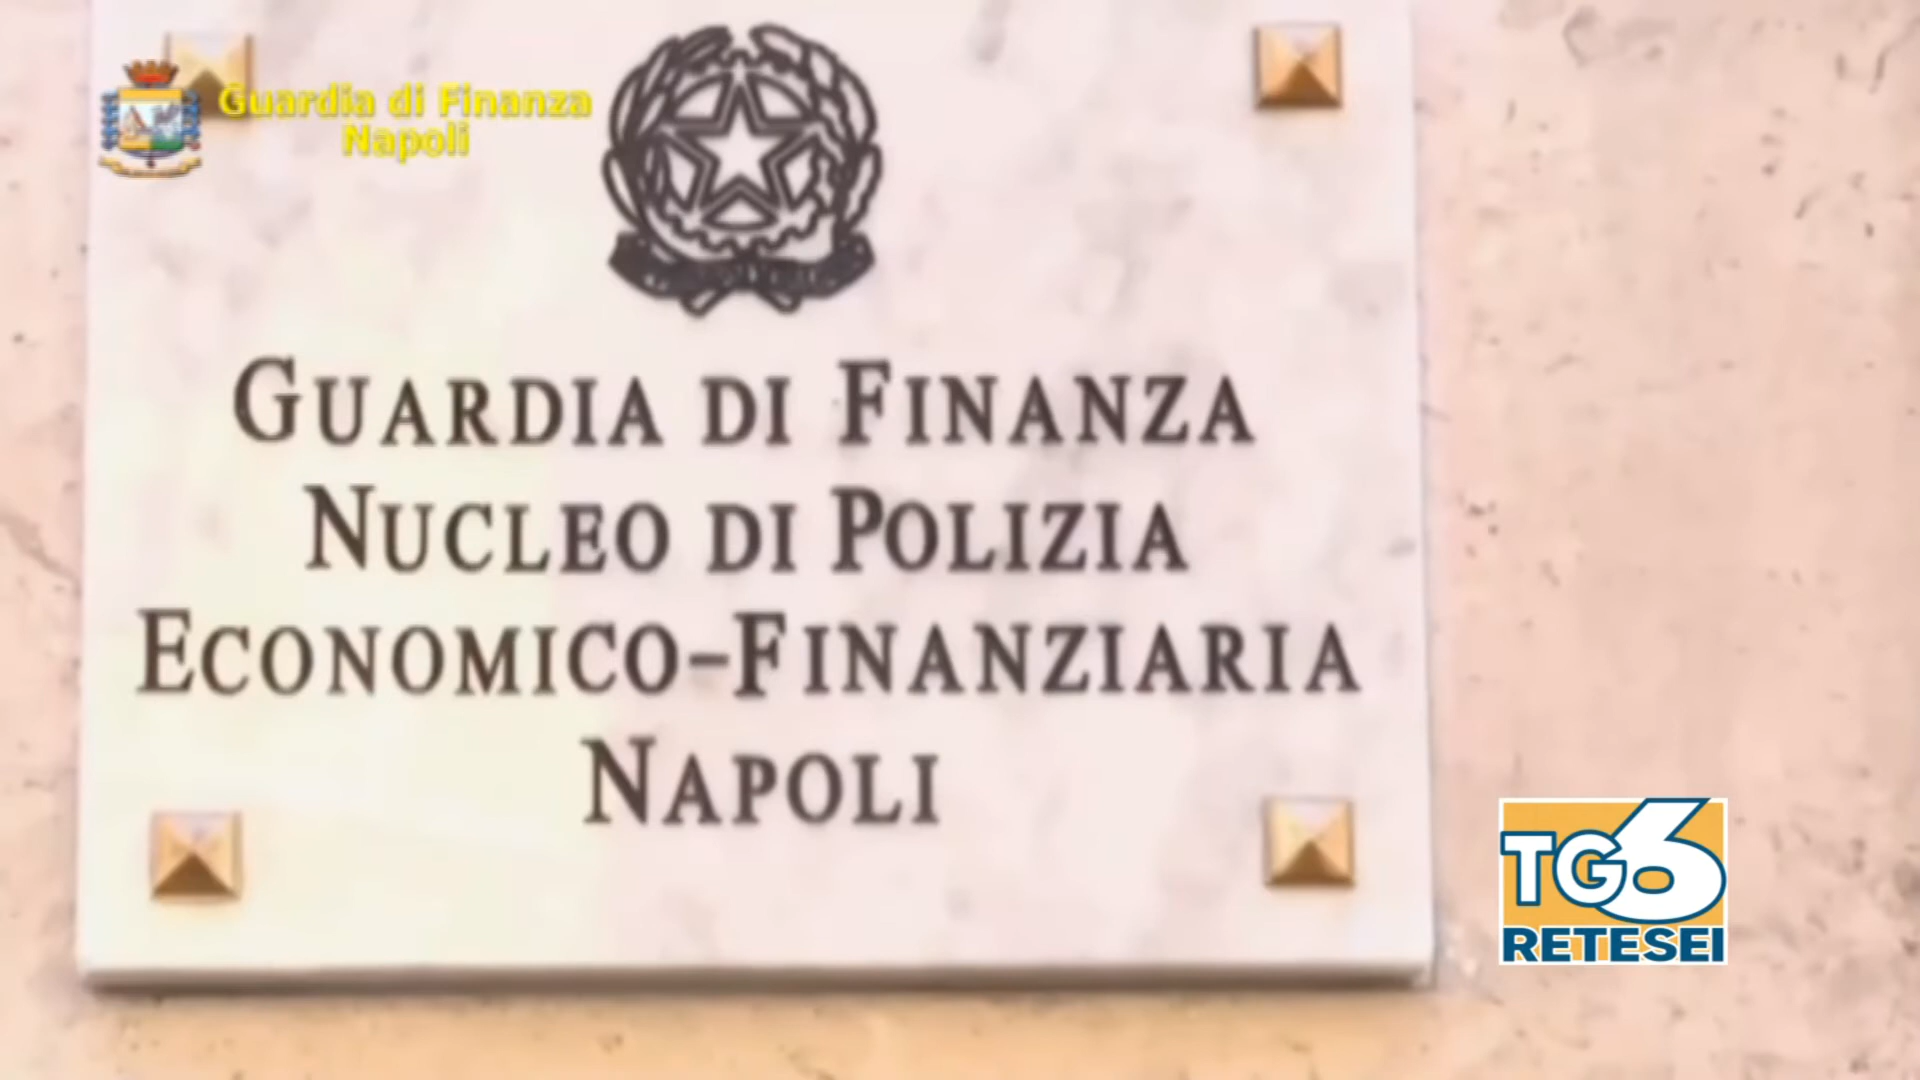 Guardia di Finanza
Napoli
GUARDIA DI FINANZA
NUCLEO DI POLIZIA
ECONOMICO-FINANZIARIA
NAPOLI
TG6
RETESEI